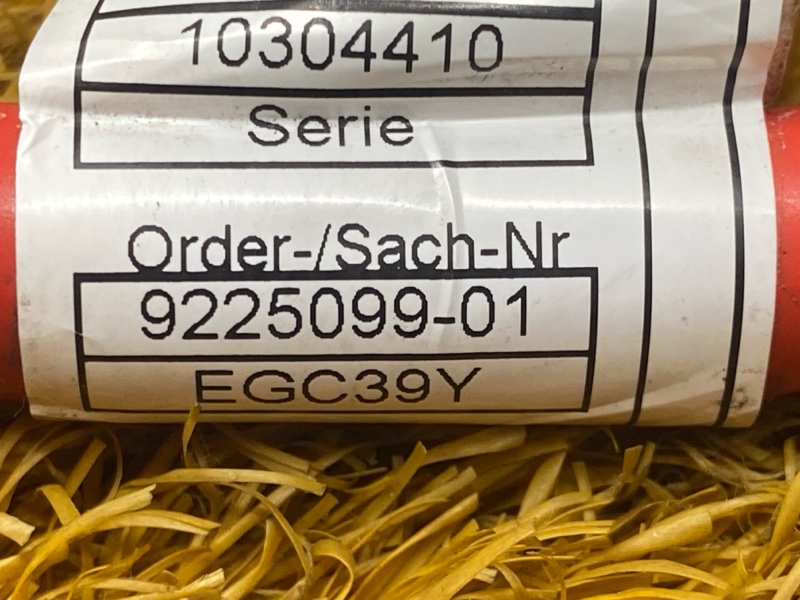 10304410
Serie
Order-/Sach-Nr
9225099-01
EGC39Y